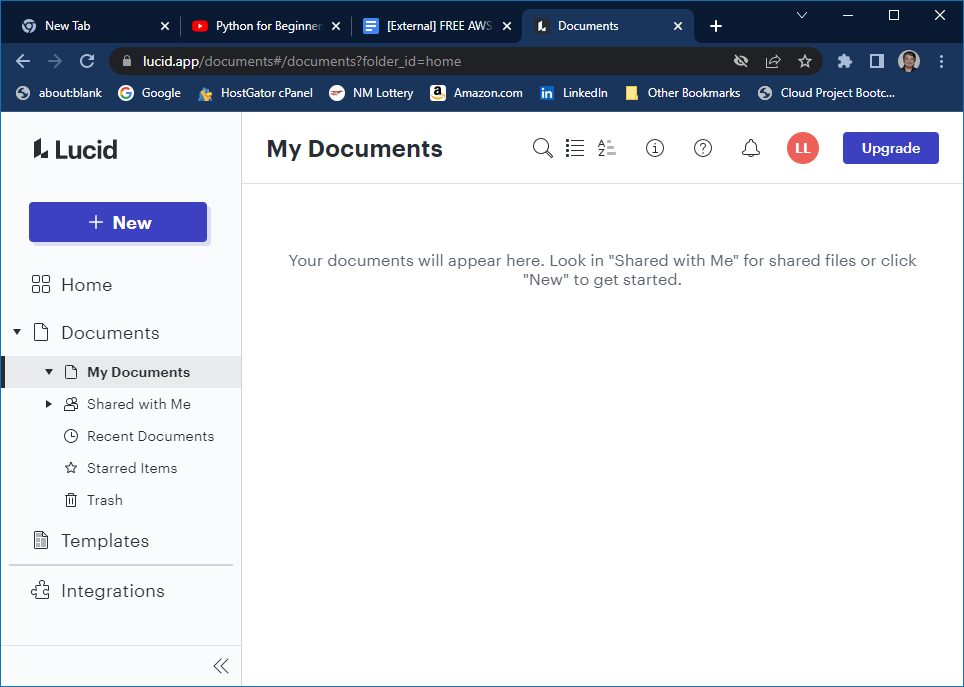 New Tab
Python for Beginner
[External] FREE AWS
Documents
lucid.app/documents#/documents?folder_id=home
about:blank
Google
HostGator cPanel
NM Lottery
Amazon.com
LinkedIn
Other Bookmarks
Cloud Project Bootc...
Lucid
My Documents
A
Z
LL
Upgrade
+ New
Your documents will appear here. Look in "Shared with Me" for shared files or click
"New" to get started.
Home
Documents
My Documents
Shared with Me
Recent Documents
Starred Items
Trash
Templates
Integrations